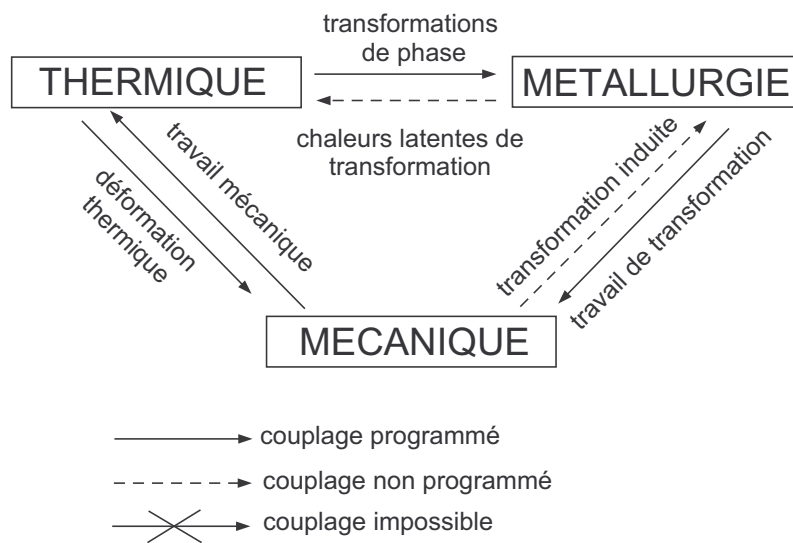 transformations
de phase
THERMIQUE
METALLURGIE
chaleurs latentes de
transformation
travail mécanique
déformation
thermique
transformation induite
travail de transformation
MECANIQUE
couplage programmé
couplage non programmé
couplage impossible